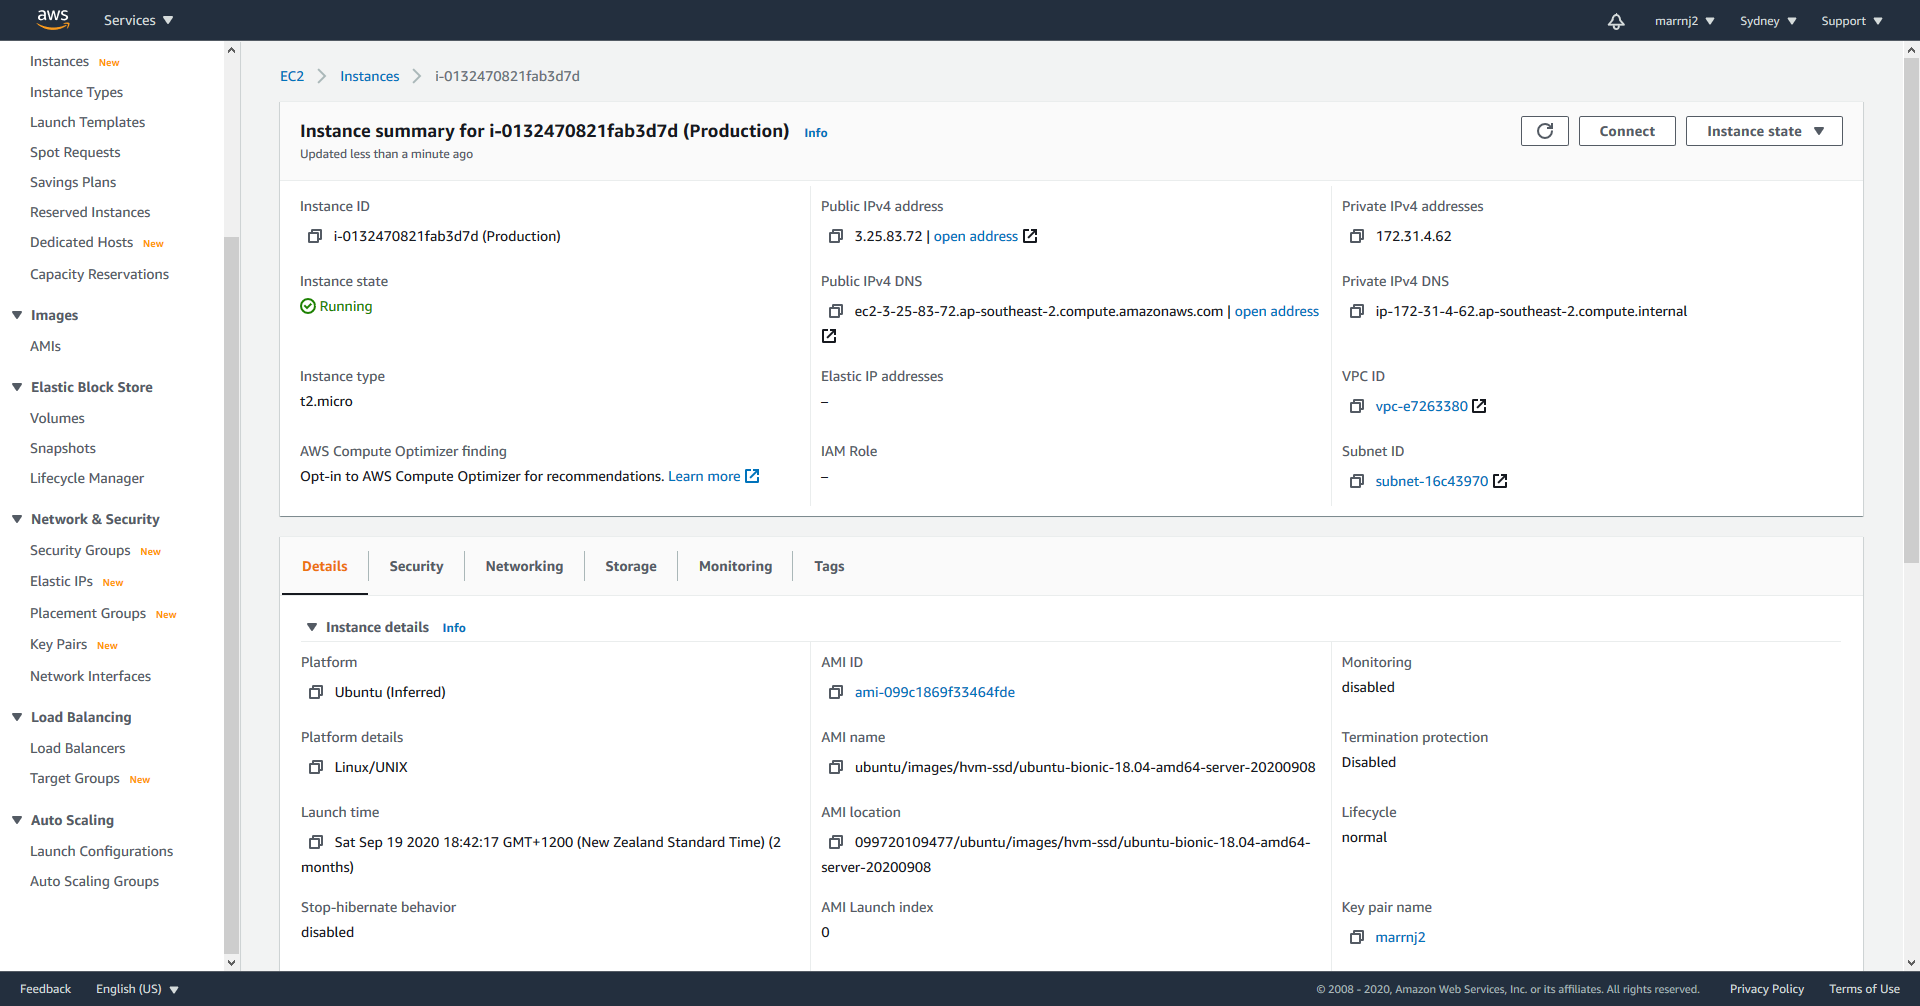 aws
Services
marrnj2
Sydney
Support
Instances New
Instance Types
Launch Templates
Spot Requests
Savings Plans
Reserved Instances
Dedicated Hosts New
Capacity Reservations
Images
AMIs
Elastic Block Store
Volumes
Snapshots
Lifecycle Manager
Network & Security
Security Groups New
Elastic IPs New
Placement Groups New
Key Pairs New
Network Interfaces
Load Balancing
Load Balancers
Target Groups New
Auto Scaling
Launch Configurations
Auto Scaling Groups
EC2 Instances i-0132470821fab3d7d
Instance summary for i-0132470821fab3d7d (Production) Info
Updated less than a minute ago
Connect
Instance state
Instance ID
i-0132470821fab3d7d (Production)
Instance state
Running
Instance type
t2.micro
AWS Compute Optimizer finding
Opt-in to AWS Compute Optimizer for recommendations. Learn more
Public IPv4 address
3.25.83.72 | open address
Public IPv4 DNS
ec2-3-25-83-72.ap-southeast-2.compute.amazonaws.com | open address
Elastic IP addresses
–
IAM Role
–
Private IPv4 addresses
172.31.4.62
Private IPv4 DNS
ip-172-31-4-62.ap-southeast-2.compute.internal
VPC ID
vpc-e7263380
Subnet ID
subnet-16c43970
Details
Security
Networking
Storage
Monitoring
Tags
Instance details Info
Platform
Ubuntu (Inferred)
Platform details
Linux/UNIX
Launch time
Sat Sep 19 2020 18:42:17 GMT+1200 (New Zealand Standard Time) (2
months)
Stop-hibernate behavior
disabled
AMI ID
ami-099c1869f33464fde
AMI name
ubuntu/images/hvm-ssd/ubuntu-bionic-18.04-amd64-server-20200908
AMI location
099720109477/ubuntu/images/hvm-ssd/ubuntu-bionic-18.04-amd64-
server-20200908
AMI Launch index
0
Monitoring
disabled
Termination protection
Disabled
Lifecycle
normal
Key pair name
marrnj2
Feedback
English (US)
© 2008 - 2020, Amazon Web Services, Inc. or its affiliates. All rights reserved.
Privacy Policy
Terms of Use